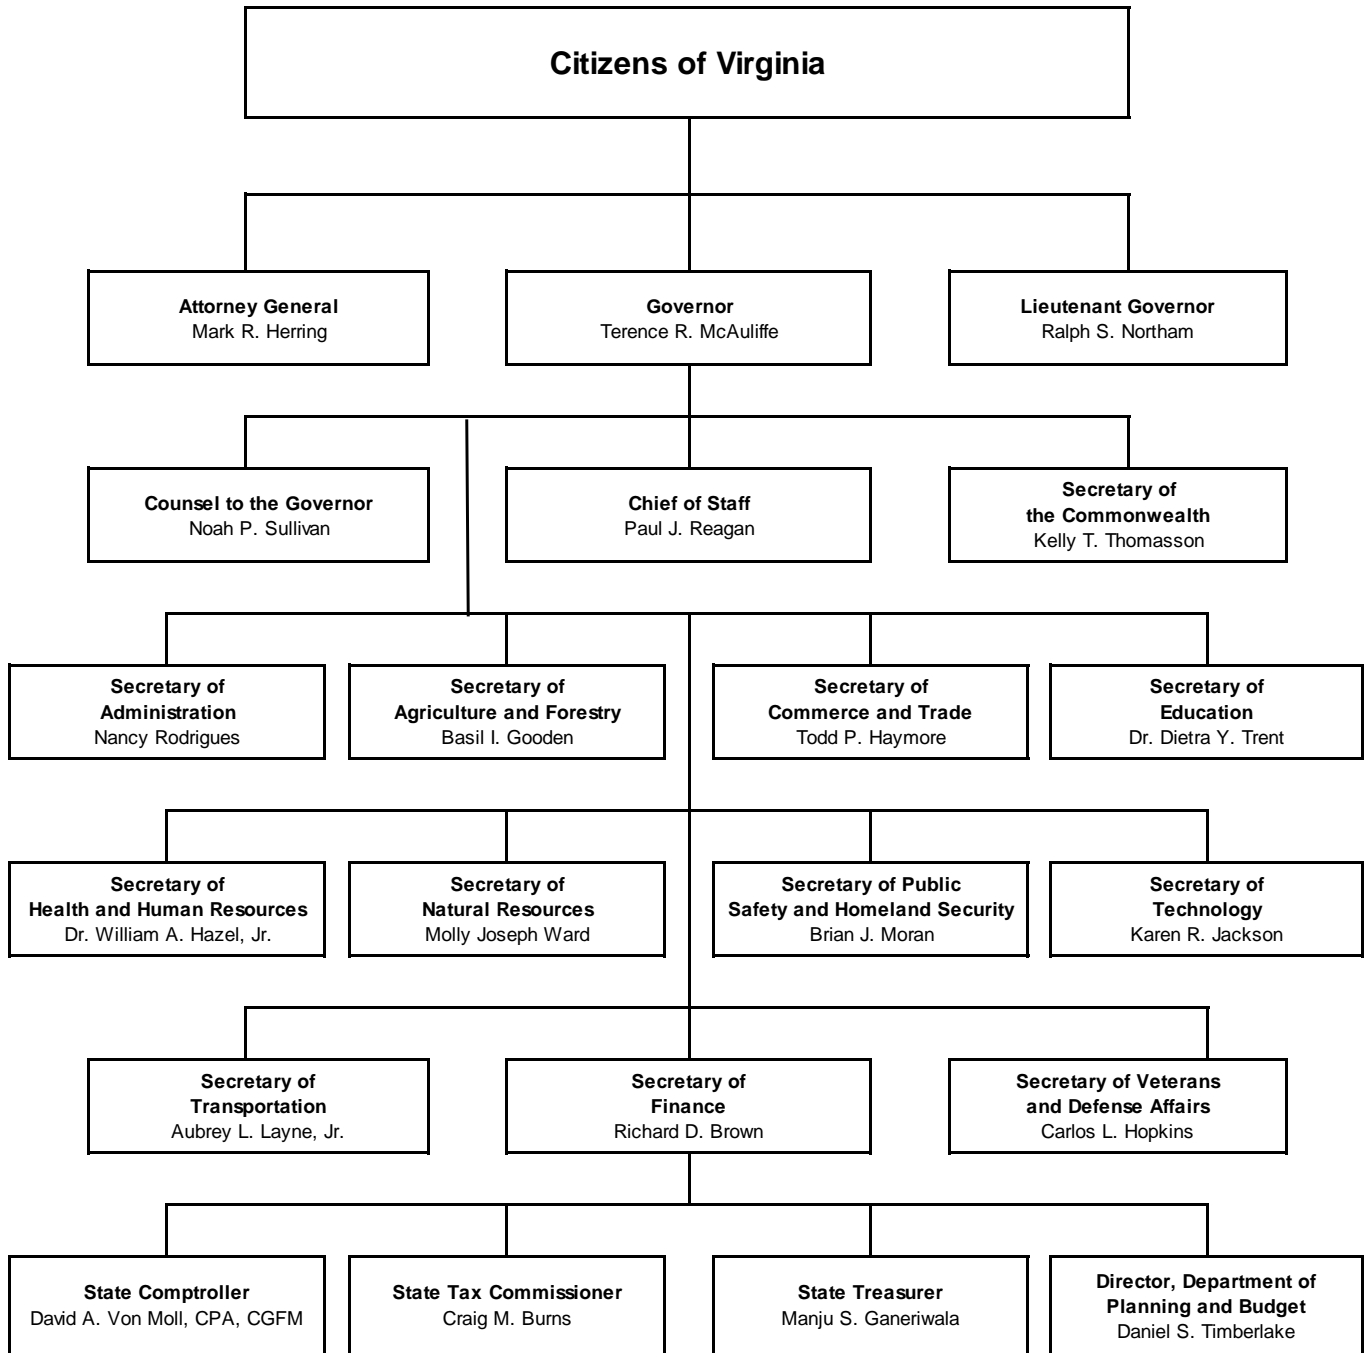 Citizens of Virginia
Attorney General
Mark R. Herring
Governor
Terence R. McAuliffe
Lieutenant Governor
Ralph S. Northam
Counsel to the Governor
Noah P. Sullivan
Chief of Staff
Paul J. Reagan
Secretary of
the Commonwealth
Kelly T. Thomasson
Secretary of
Administration
Nancy Rodrigues
Secretary of
Agriculture and Forestry
Basil I. Gooden
Secretary of
Commerce and Trade
Todd P. Haymore
Secretary of
Education
Dr. Dietra Y. Trent
Secretary of
Health and Human Resources
Dr. William A. Hazel, Jr.
Secretary of
Natural Resources
Molly Joseph Ward
Secretary of Public
Safety and Homeland Security
Brian J. Moran
Secretary of
Technology
Karen R. Jackson
Secretary of
Transportation
Aubrey L. Layne, Jr.
Secretary of
Finance
Richard D. Brown
Secretary of Veterans
and Defense Affairs
Carlos L. Hopkins
State Comptroller
David A. Von Moll, CPA, CGFM
State Tax Commissioner
Craig M. Burns
State Treasurer
Manju S. Ganeriwala
Director, Department of
Planning and Budget
Daniel S. Timberlake